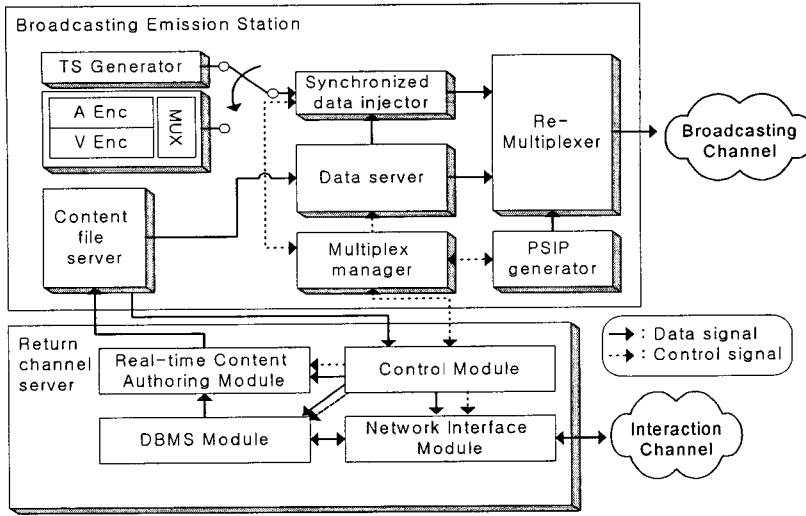 Broadcasting Emission Station
TS Generator
A Enc
V Enc
MUX
Synchronized
data injector
Re-
Multiplexer
Broadcasting
Channel
Data server
Content
file
server
Multiplex
manager
PSIP
generator
: Data signal
: Control signal
Return
channel
server
Real-time Content
Authoring Module
Control Module
DBMS Module
Network Interface
Module
Interaction
Channel